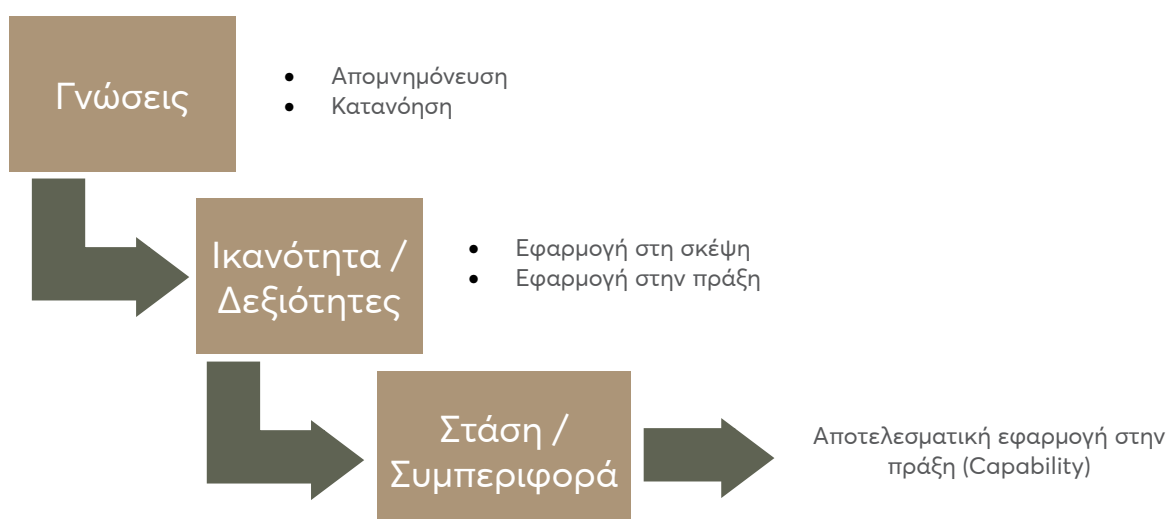 Γνώσεις
• Απομνημόνευση
• Κατανόηση
Ικανότητα /
Δεξιότητες
• Εφαρμογή στη σκέψη
• Εφαρμογή στην πράξη
Στάση /
Συμπεριφορά
Αποτελεσματική εφαρμογή στην
πράξη (Capability)